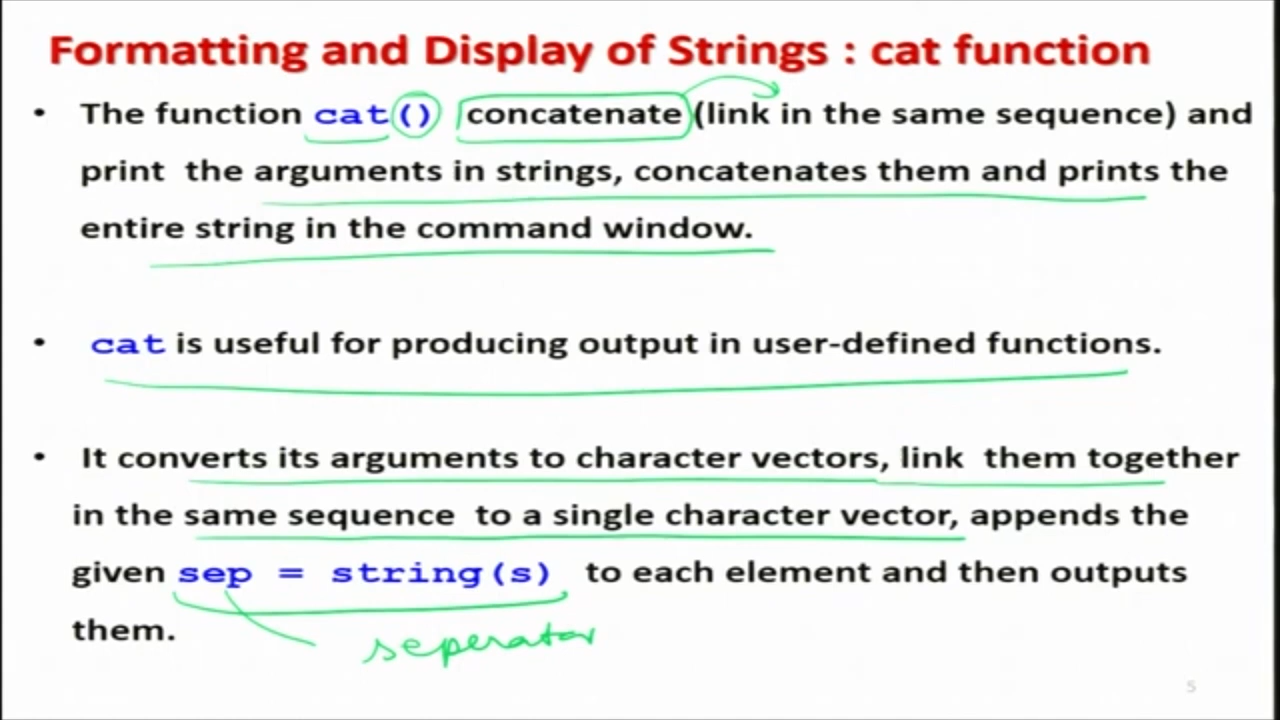 Formatting and Display of Strings : cat function
• The function cat() concatenate (link in the same sequence) and
print the arguments in strings, concatenates them and prints the
entire string in the command window.
• cat is useful for producing output in user-defined functions.
• It converts its arguments to character vectors, link them together
in the same sequence to a single character vector, appends the
given sep = string(s) to each element and then outputs
them.
seperator
5